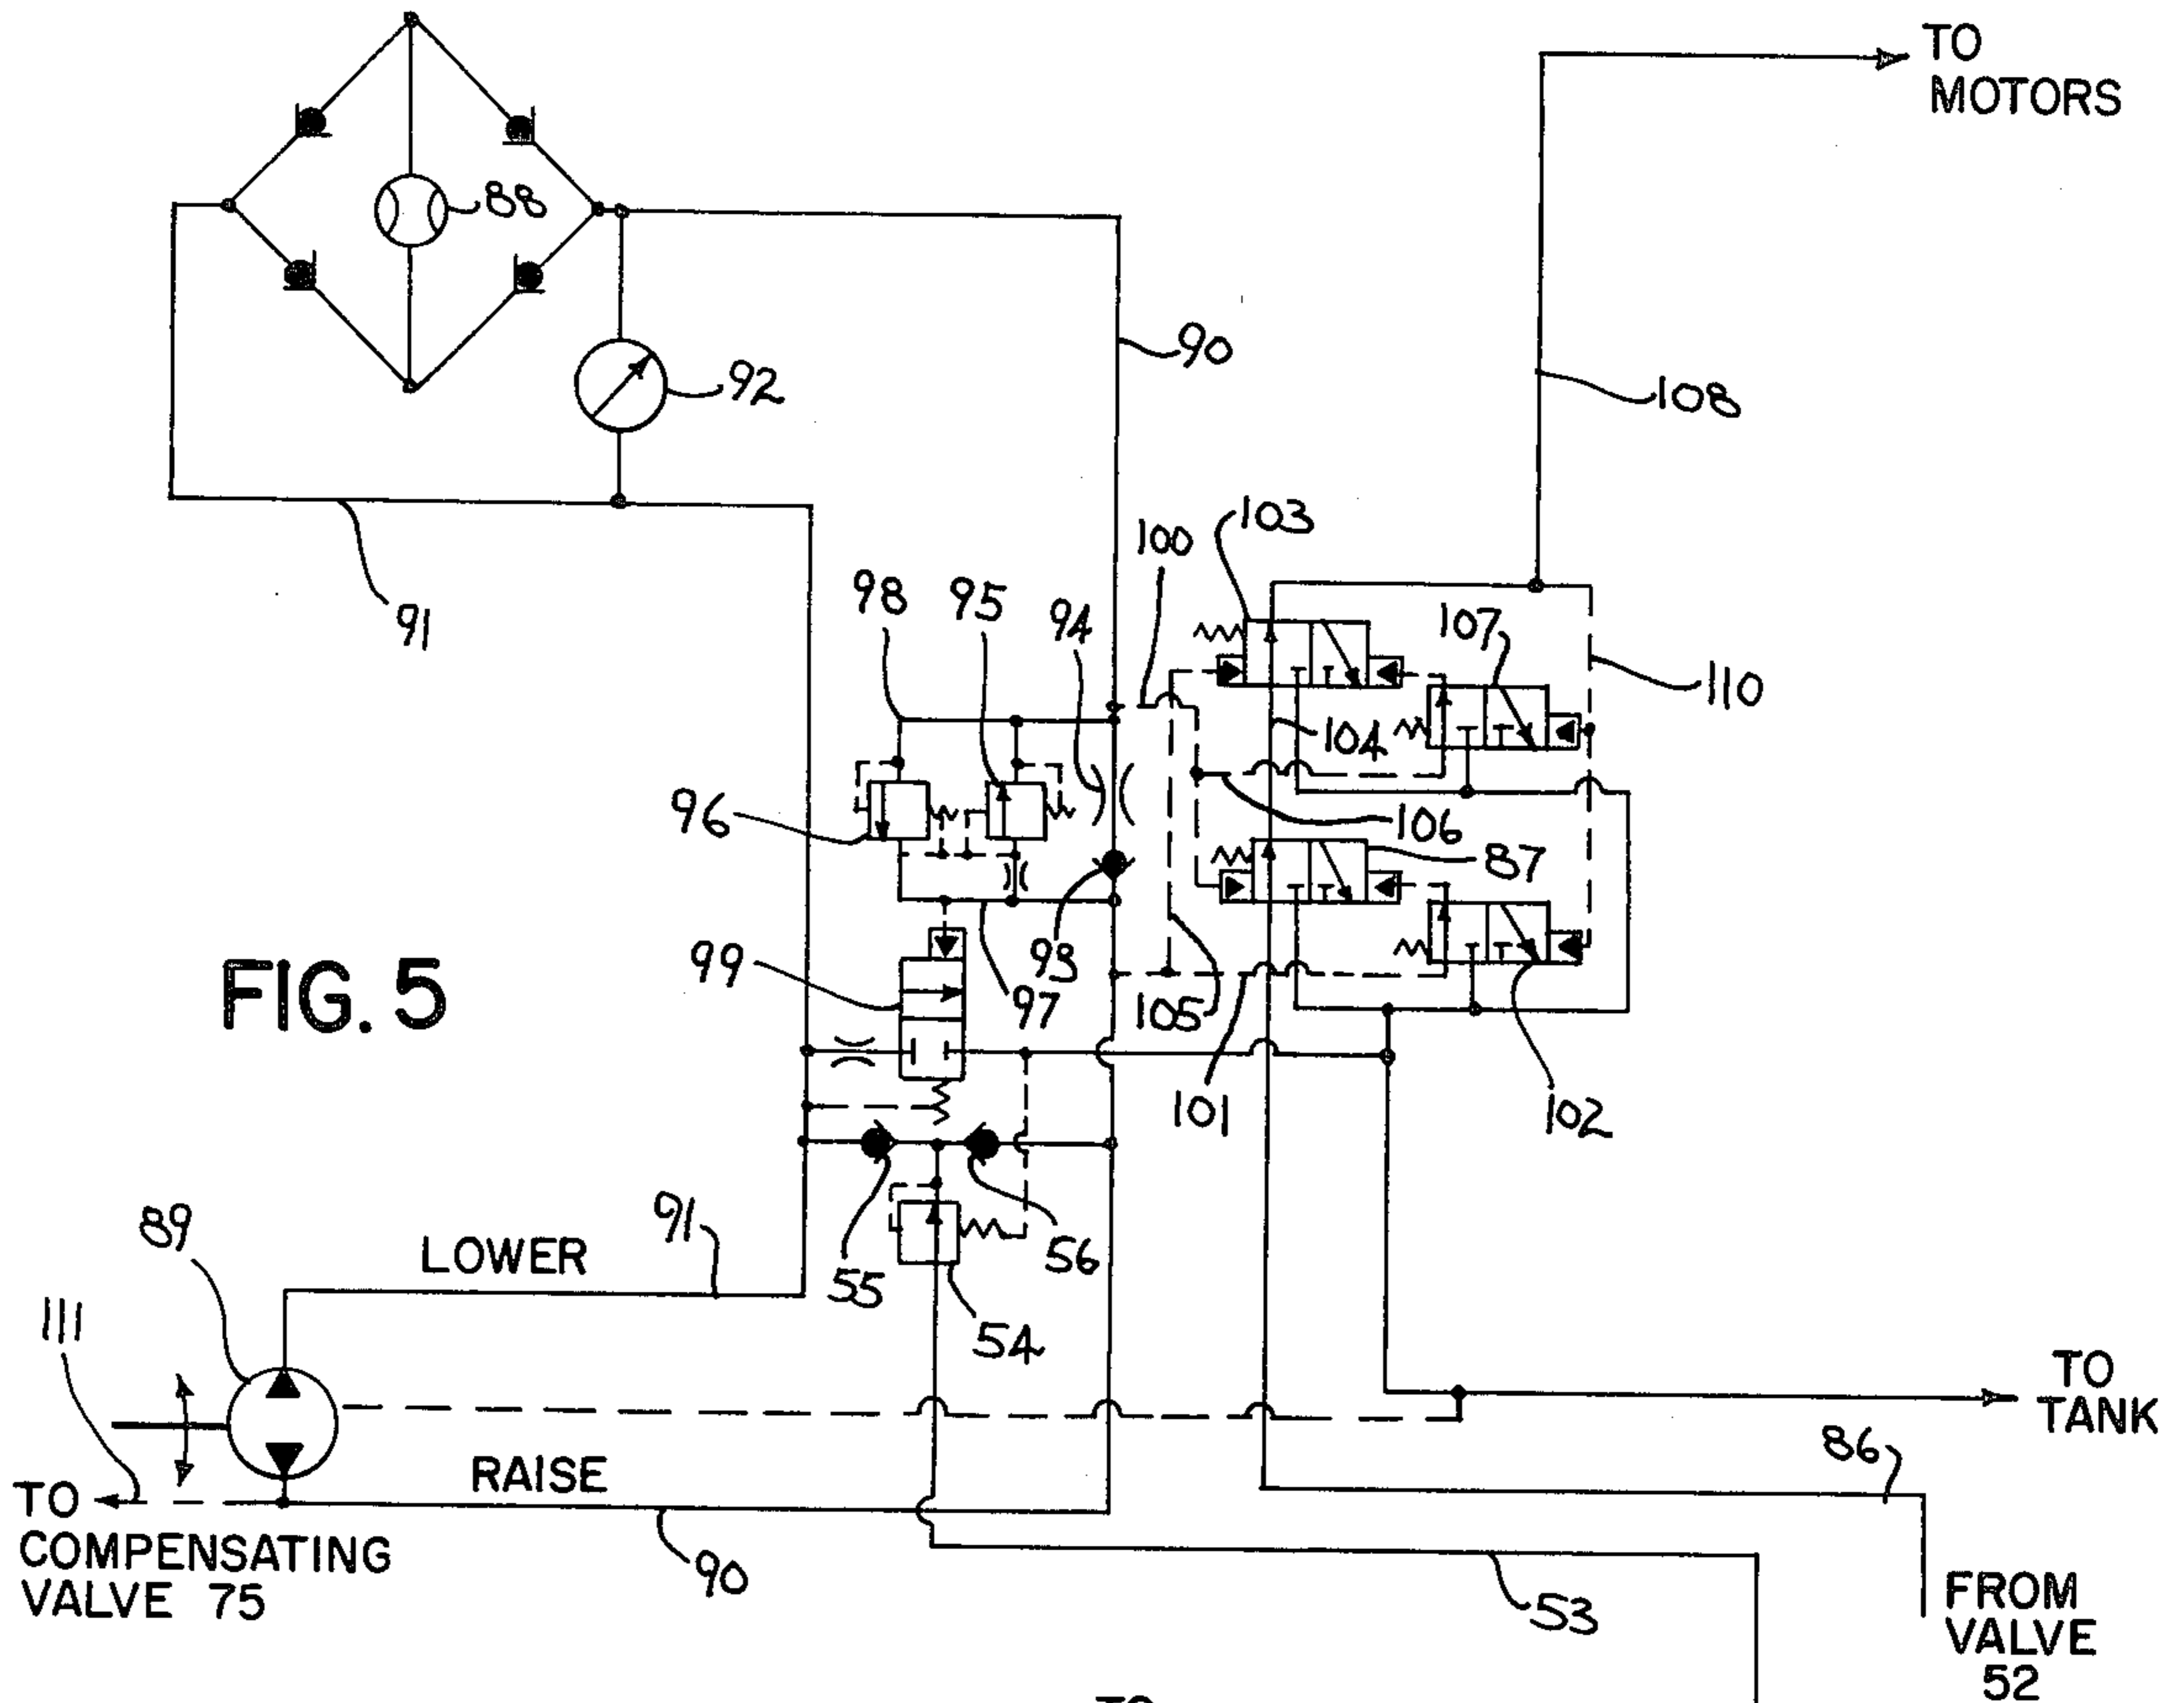 TO
MOTORS
88
90
92
108
103
100
98
95
94
107
91
110
104
96
106
87
93
99
97
FIG. 5
105
101
102
89
91
LOWER
55
56
111
54
TO
TANK
86
RAISE
TO
COMPENSATING
VALVE 75
90
53
FROM
VALVE
52
TO